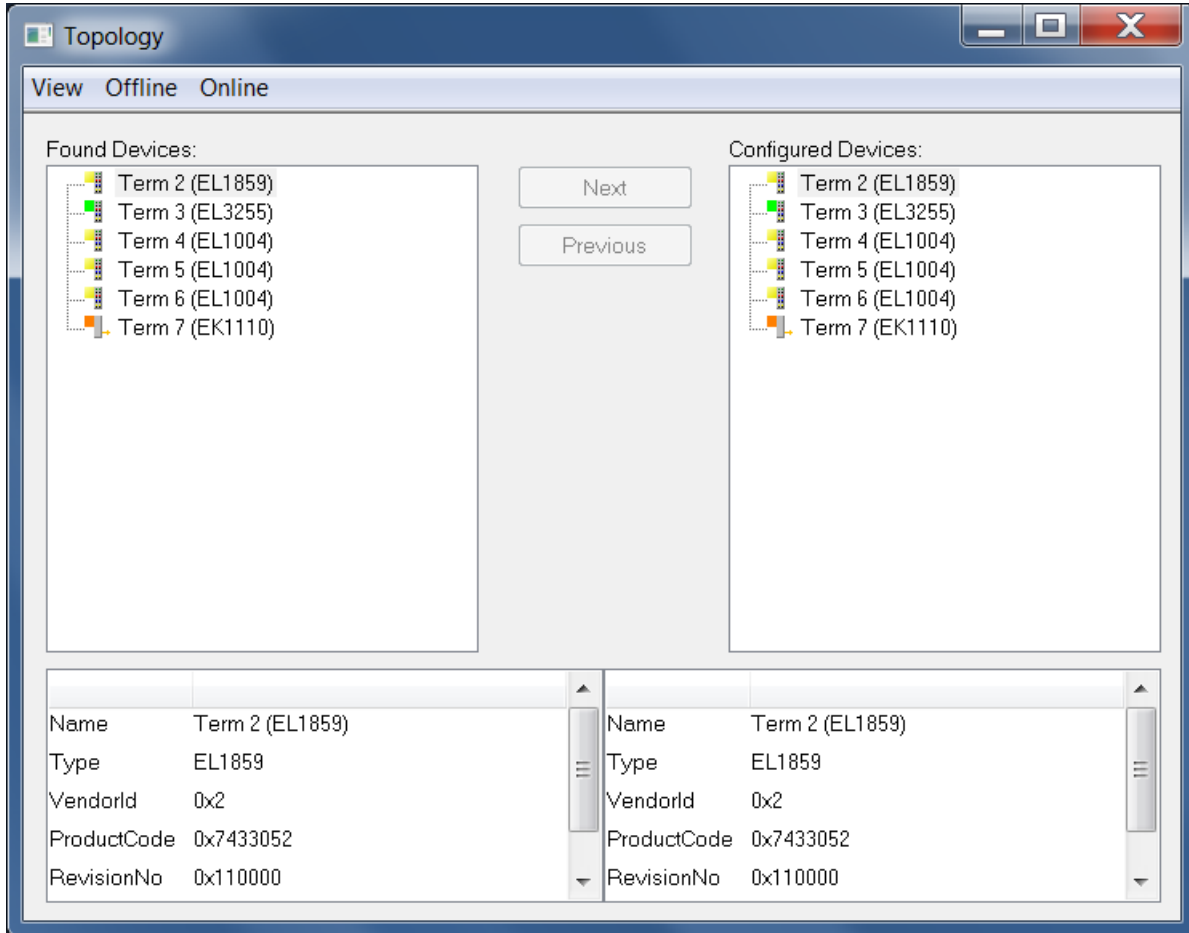 Topology
View Offline Online
Found Devices:
Term 2 (EL1859)
Term 3 (EL3255)
Term 4 (EL1004)
Term 5 (EL1004)
Term 6 (EL1004)
Term 7 (EK1110)
Next
Previous
Configured Devices:
Term 2 (EL1859)
Term 3 (EL3255)
Term 4 (EL1004)
Term 5 (EL1004)
Term 6 (EL1004)
Term 7 (EK1110)
Name Term 2 (EL1859)
Type EL1859
VendorId 0x2
ProductCode 0x7433052
RevisionNo 0x110000
Name Term 2 (EL1859)
Type EL1859
VendorId 0x2
ProductCode 0x7433052
RevisionNo 0x110000